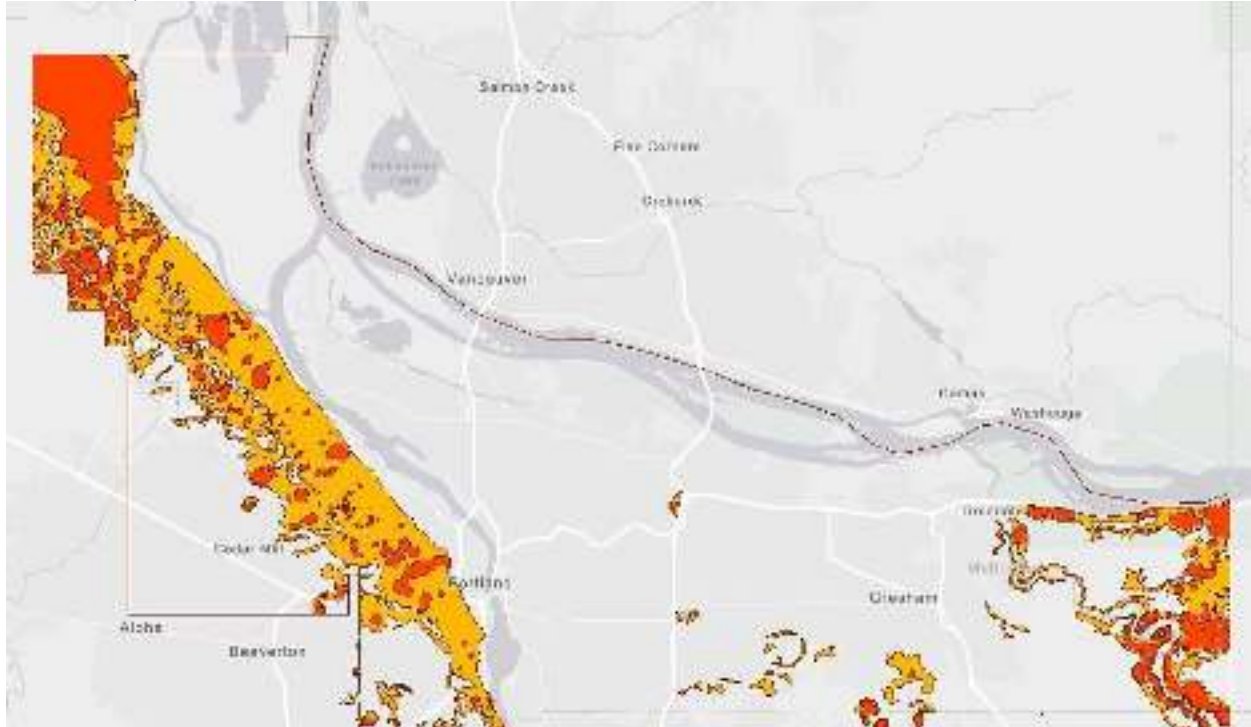 Salmon Creek
Five Corners
Orchards
Vancouver
Camas
Washougal
Cedar Mill
Portland
Gresham
Aloha
Beaverton